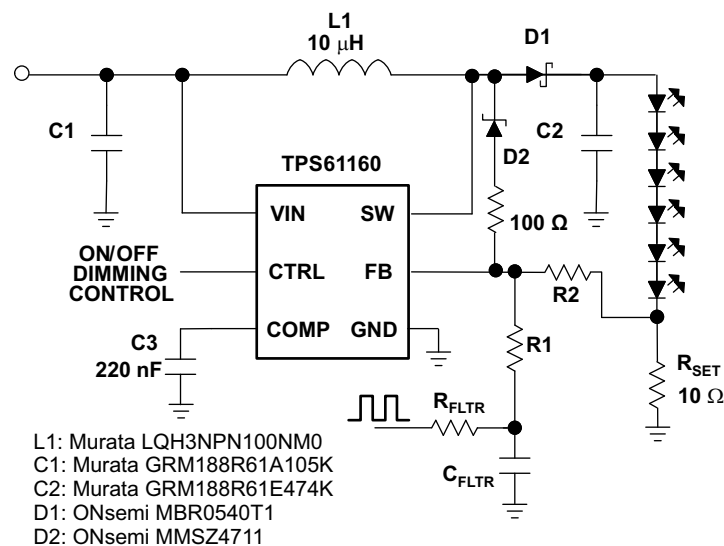 L1
10 μH
D1
C1
C2
D2
TPS61160
VIN
SW
100 Ω
ON/OFF
DIMMING
CONTROL
CTRL
FB
R2
COMP
GND
C3
220 nF
R1
RSET
10 Ω
RFLTR
CFLTR
L1: Murata LQH3NPN100NM0
C1: Murata GRM188R61A105K
C2: Murata GRM188R61E474K
D1: ONsemi MBR0540T1
D2: ONsemi MMSZ4711